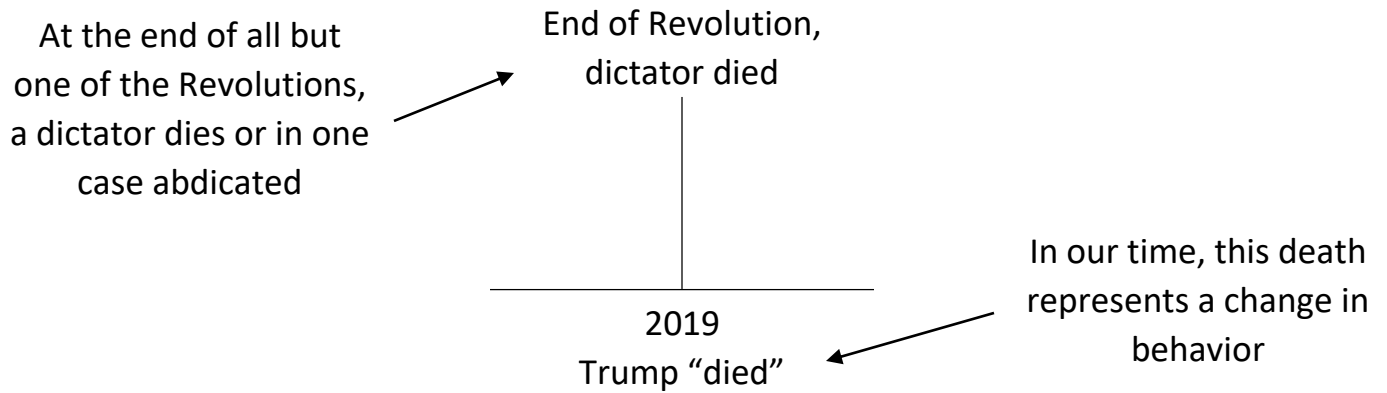 At the end of all but
one of the Revolutions,
a dictator dies or in one
case abdicated
End of Revolution,
dictator died
2019
Trump “died”
In our time, this death
represents a change in
behavior